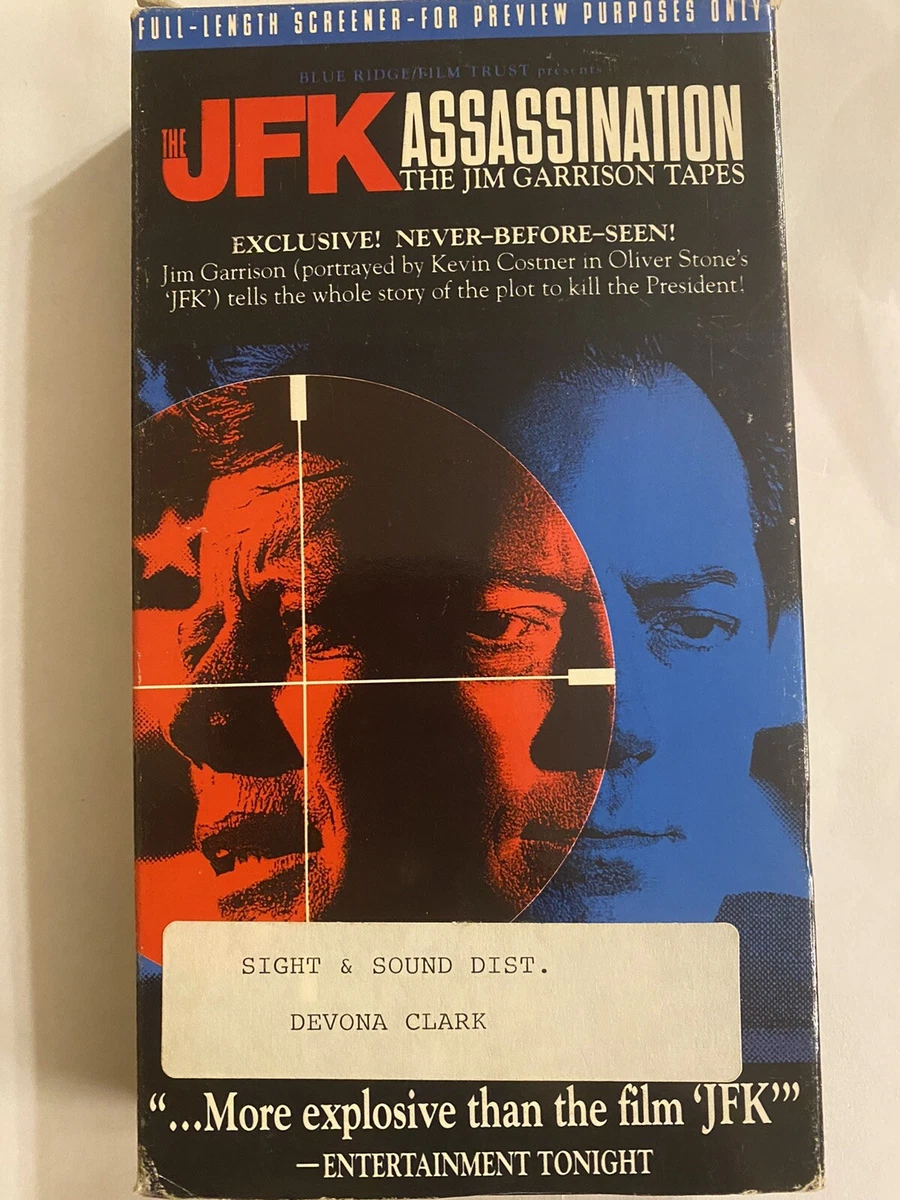 FULL-LENGTH SCREENER-FOR PREVIEW PURPOSES ONLY
BLUE RIDGE/FILM TRUST presents
THE JFK ASSASSINATION
THE JIM GARRISON TAPES
EXCLUSIVE! NEVER-BEFORE-SEEN!
Jim Garrison (portrayed by Kevin Costner in Oliver Stone's
'JFK') tells the whole story of the plot to kill the President!
SIGHT & SOUND DIST.
DEVONA CLARK
"...More explosive than the film 'JFK'"
—ENTERTAINMENT TONIGHT